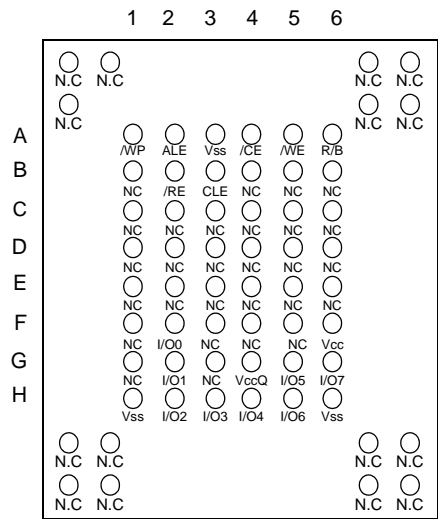 1 2 3 4 5 6
N.C N.C N.C N.C
N.C N.C N.C
A
/WP ALE Vss /CE /WE R/B
B
NC /RE CLE NC NC NC
C
NC NC NC NC NC NC
D
NC NC NC NC NC NC
E
NC NC NC NC NC NC
F
NC I/O0 NC NC NC Vcc
G
NC I/O1 NC VccQ I/O5 I/O7
H
Vss I/O2 I/O3 I/O4 I/O6 Vss
N.C N.C N.C N.C
N.C N.C N.C N.C